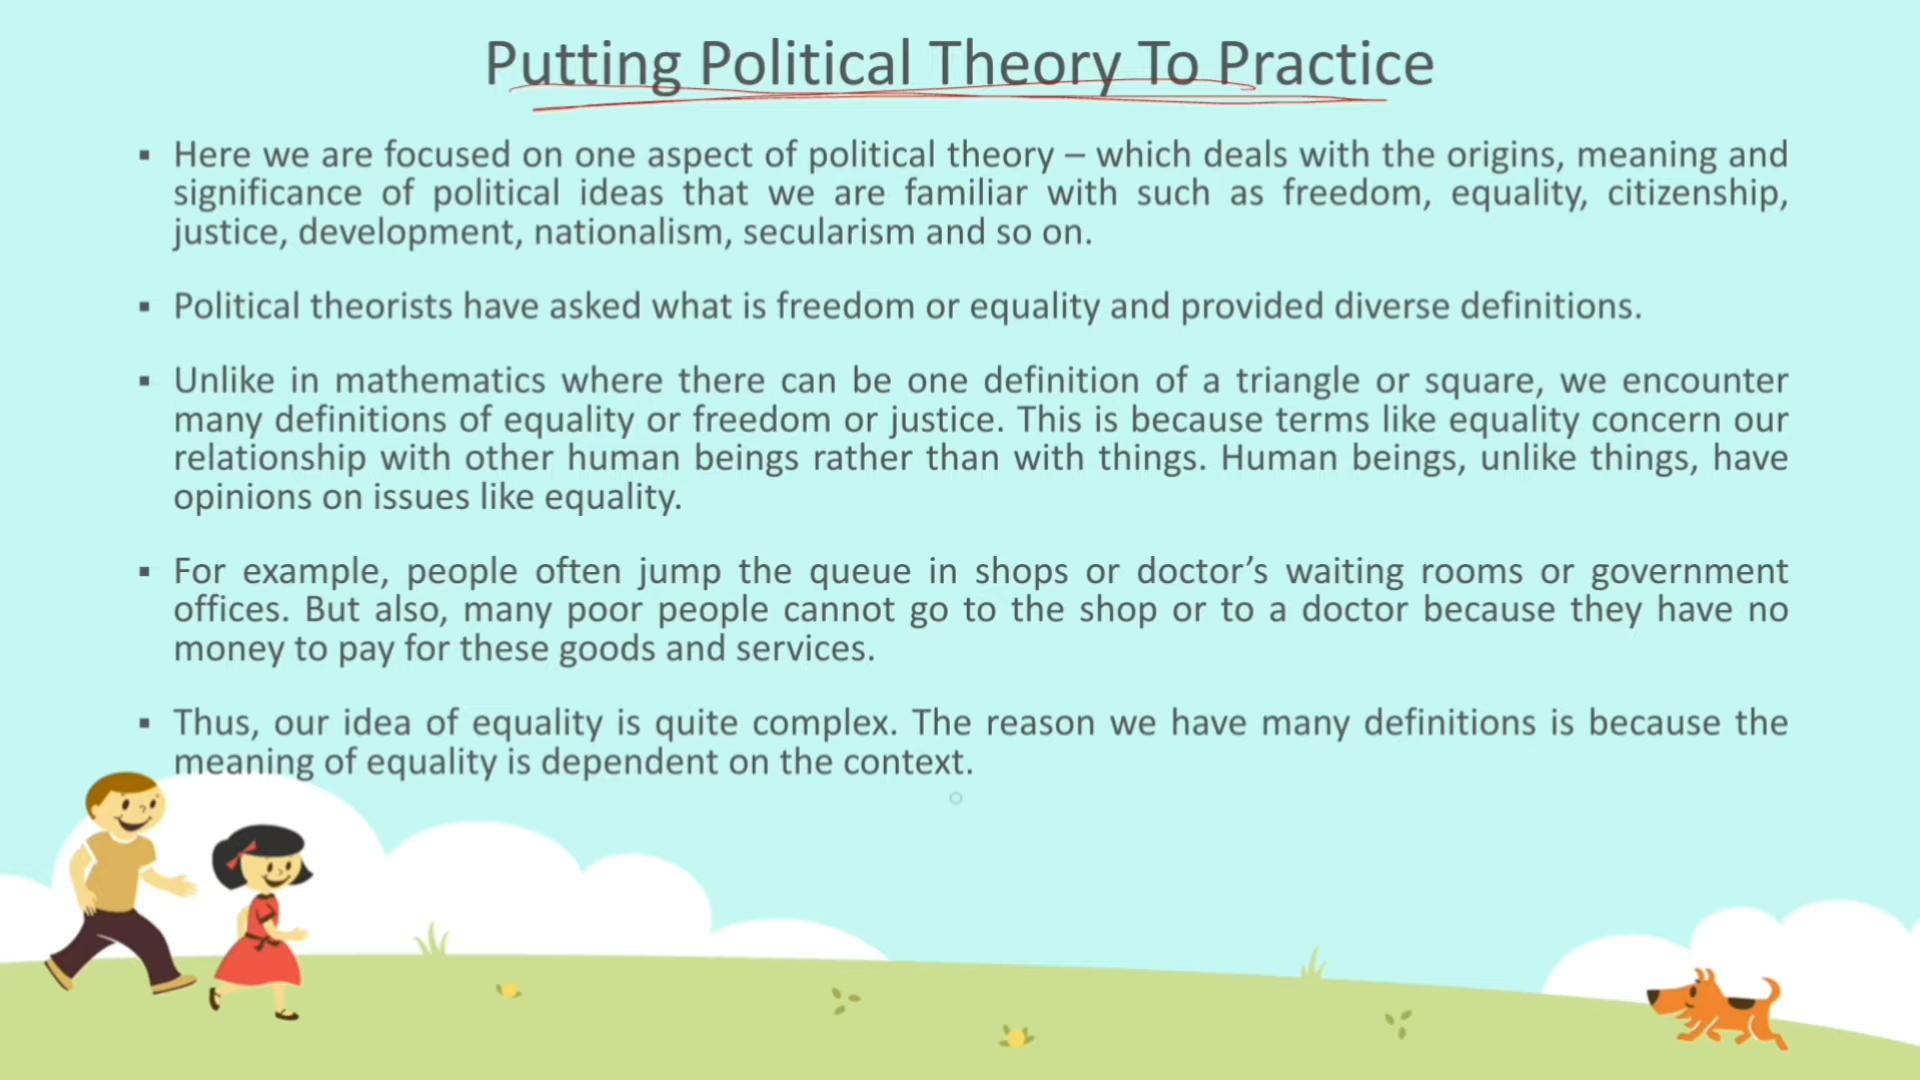 Putting Political Theory To Practice
▪ Here we are focused on one aspect of political theory – which deals with the origins, meaning and
significance of political ideas that we are familiar with such as freedom, equality, citizenship,
justice, development, nationalism, secularism and so on.
▪ Political theorists have asked what is freedom or equality and provided diverse definitions.
▪ Unlike in mathematics where there can be one definition of a triangle or square, we encounter
many definitions of equality or freedom or justice. This is because terms like equality concern our
relationship with other human beings rather than with things. Human beings, unlike things, have
opinions on issues like equality.
▪ For example, people often jump the queue in shops or doctor’s waiting rooms or government
offices. But also, many poor people cannot go to the shop or to a doctor because they have no
money to pay for these goods and services.
▪ Thus, our idea of equality is quite complex. The reason we have many definitions is because the
meaning of equality is dependent on the context.